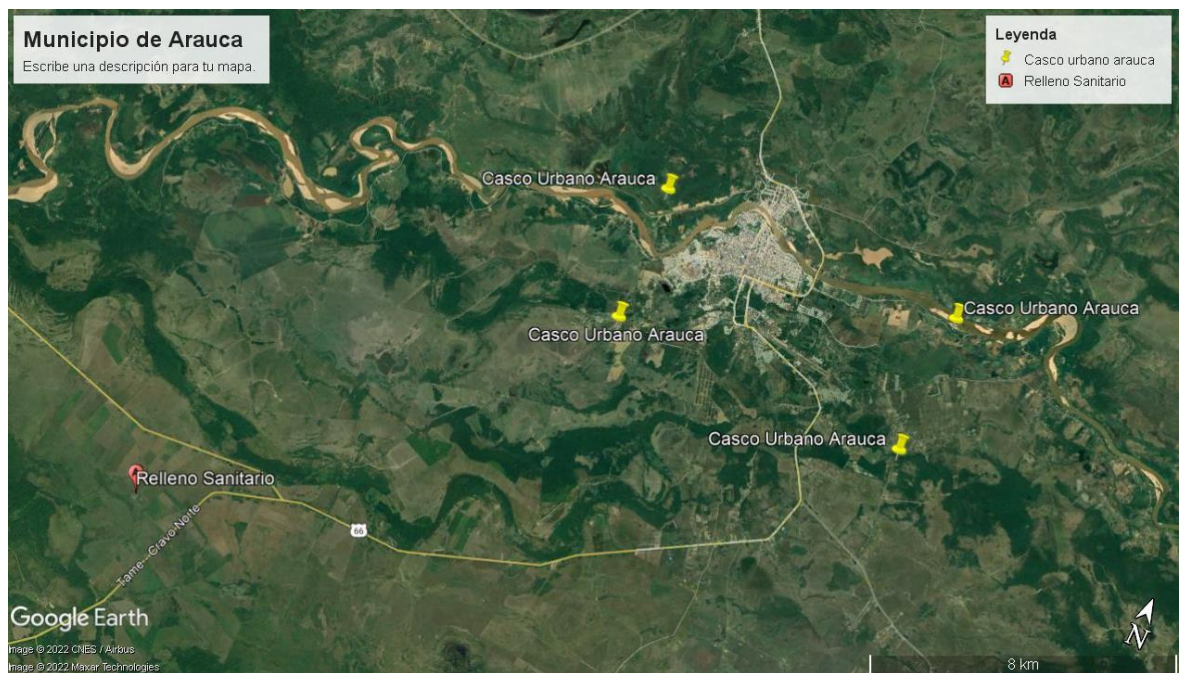 Municipio de Arauca
Escribe una descripción para tu mapa.
Leyenda
Casco urbano arauca
A
Relleno Sanitario
Casco Urbano Arauca
Casco Urbano Arauca
Casco Urbano Arauca
Casco Urbano Arauca
Relleno Sanitario
66
Tame-Cravo Norte
Google Earth
N
Image © 2022 CNES / Airbus
Image © 2022 Maxar Technologies
8 km